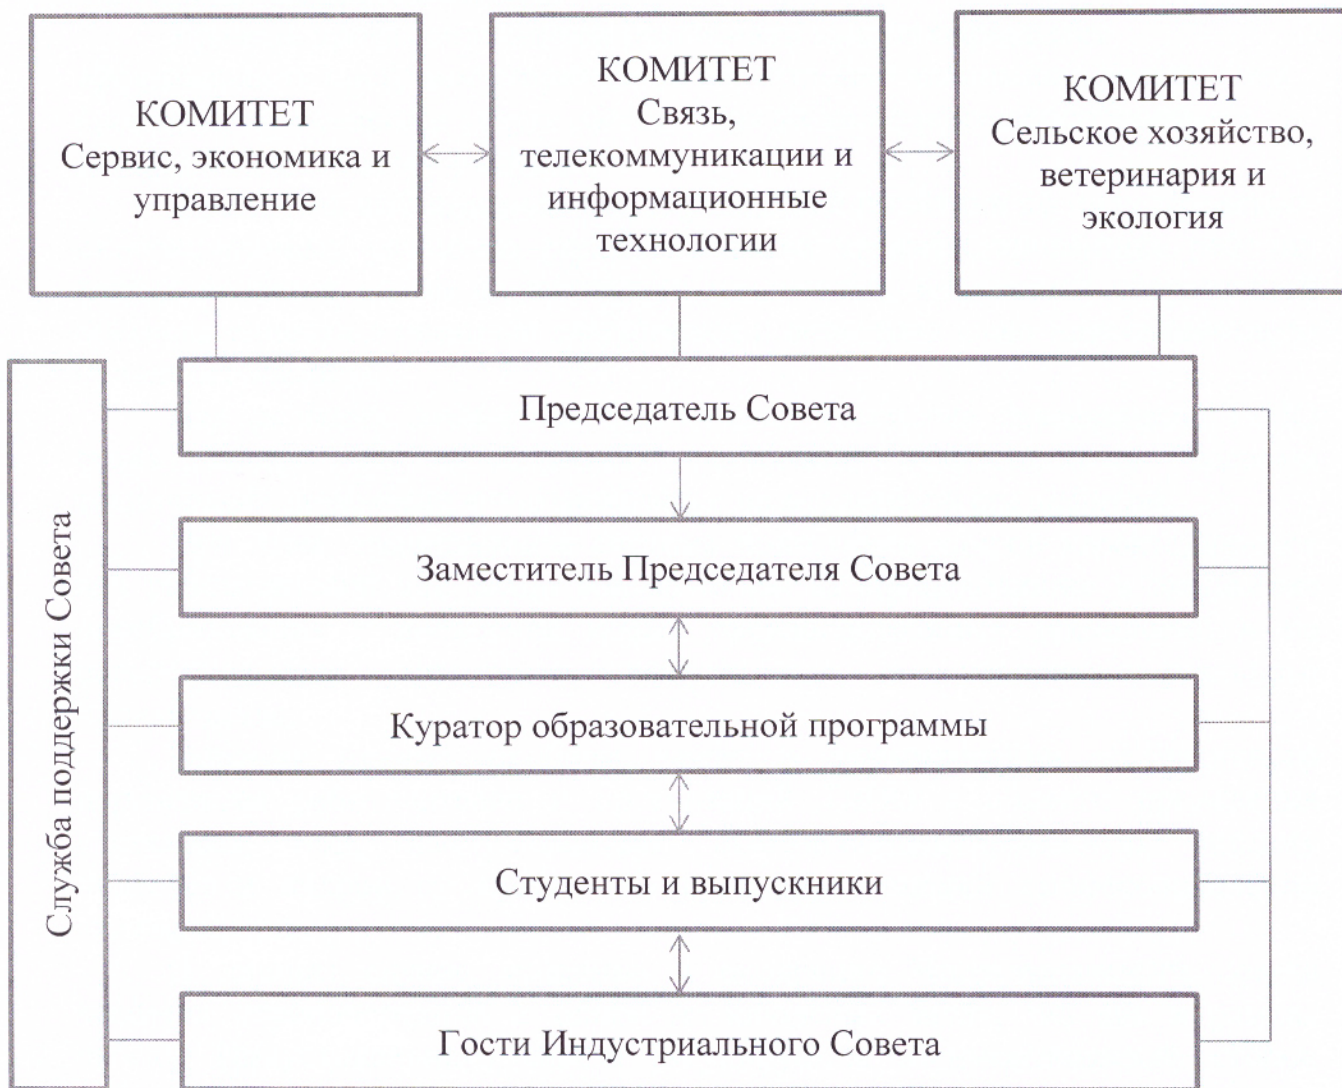 КОМИТЕТ
Сервис, экономика и
управление
КОМИТЕТ
Связь,
телекоммуникации и
информационные
технологии
КОМИТЕТ
Сельское хозяйство,
ветеринария и
экология
Служба поддержки Совета
Председатель Совета
Заместитель Председателя Совета
Куратор образовательной программы
Студенты и выпускники
Гости Индустриального Совета